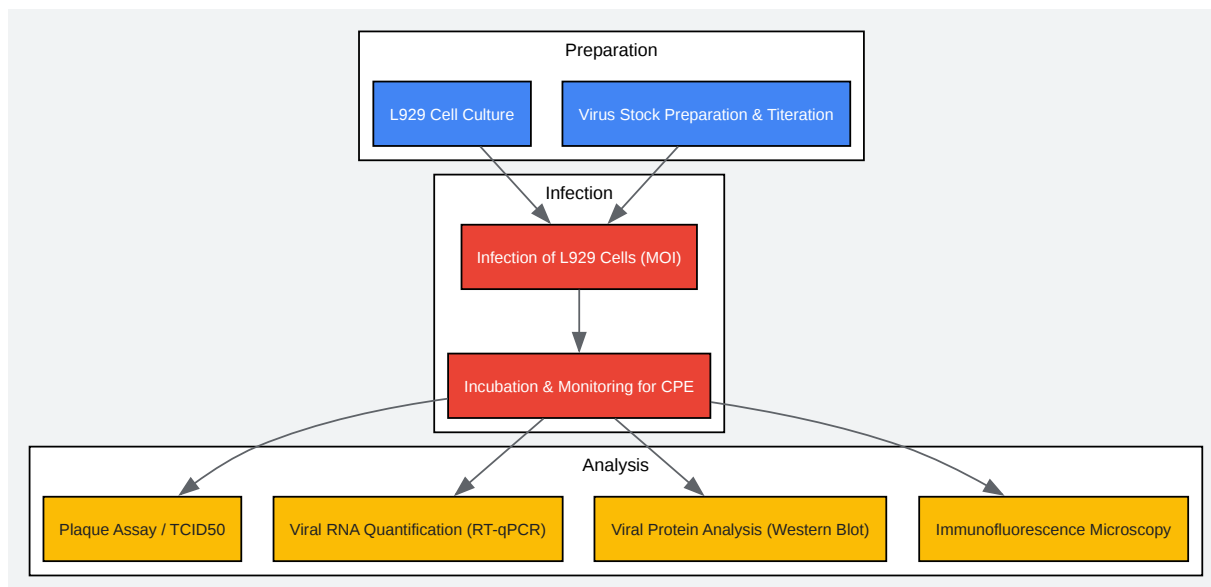 Preparation
L929 Cell Culture
Virus Stock Preparation & Titeration
Infection
Infection of L929 Cells (MOI)
Incubation & Monitoring for CPE
Analysis
Plaque Assay / TCID50
Viral RNA Quantification (RT-qPCR)
Viral Protein Analysis (Western Blot)
Immunofluorescence Microscopy